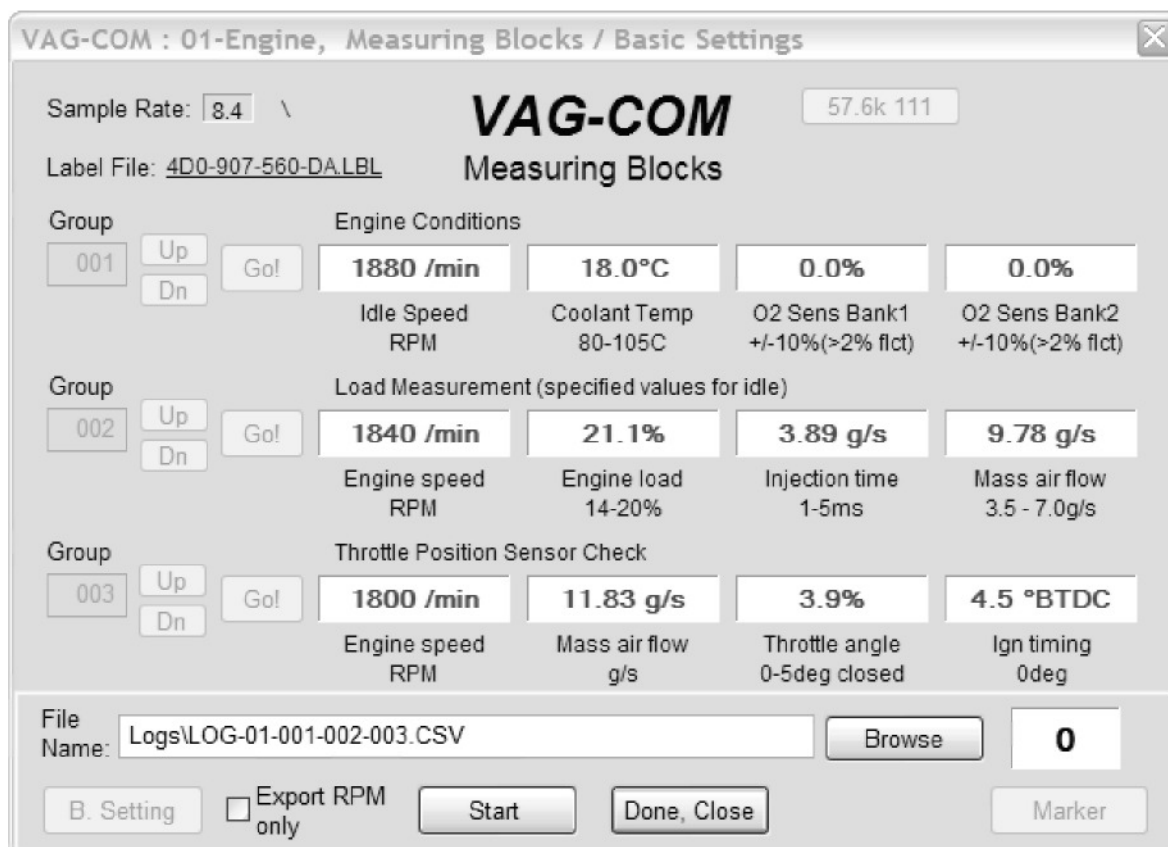 VAG-COM : 01-Engine, Measuring Blocks / Basic Settings
Sample Rate: 8.4 \
VAG-COM
57.6k 111
Label File: 4D0-907-560-DA.LBL
Measuring Blocks
Group
Engine Conditions
001
Up
Dn
Go!
1880 /min
18.0°C
0.0%
0.0%
Idle Speed
RPM
Coolant Temp
80-105C
O2 Sens Bank1
+/-10%(>2% flct)
O2 Sens Bank2
+/-10%(>2% flct)
Group
Load Measurement (specified values for idle)
002
Up
Dn
Go!
1840 /min
21.1%
3.89 g/s
9.78 g/s
Engine speed
RPM
Engine load
14-20%
Injection time
1-5ms
Mass air flow
3.5 - 7.0g/s
Group
Throttle Position Sensor Check
003
Up
Dn
Go!
1800 /min
11.83 g/s
3.9%
4.5 °BTDC
Engine speed
RPM
Mass air flow
g/s
Throttle angle
0-5deg closed
Ign timing
0deg
File
Name:
Logs\LOG-01-001-002-003.CSV
Browse
0
B. Setting
Export RPM
only
Start
Done, Close
Marker